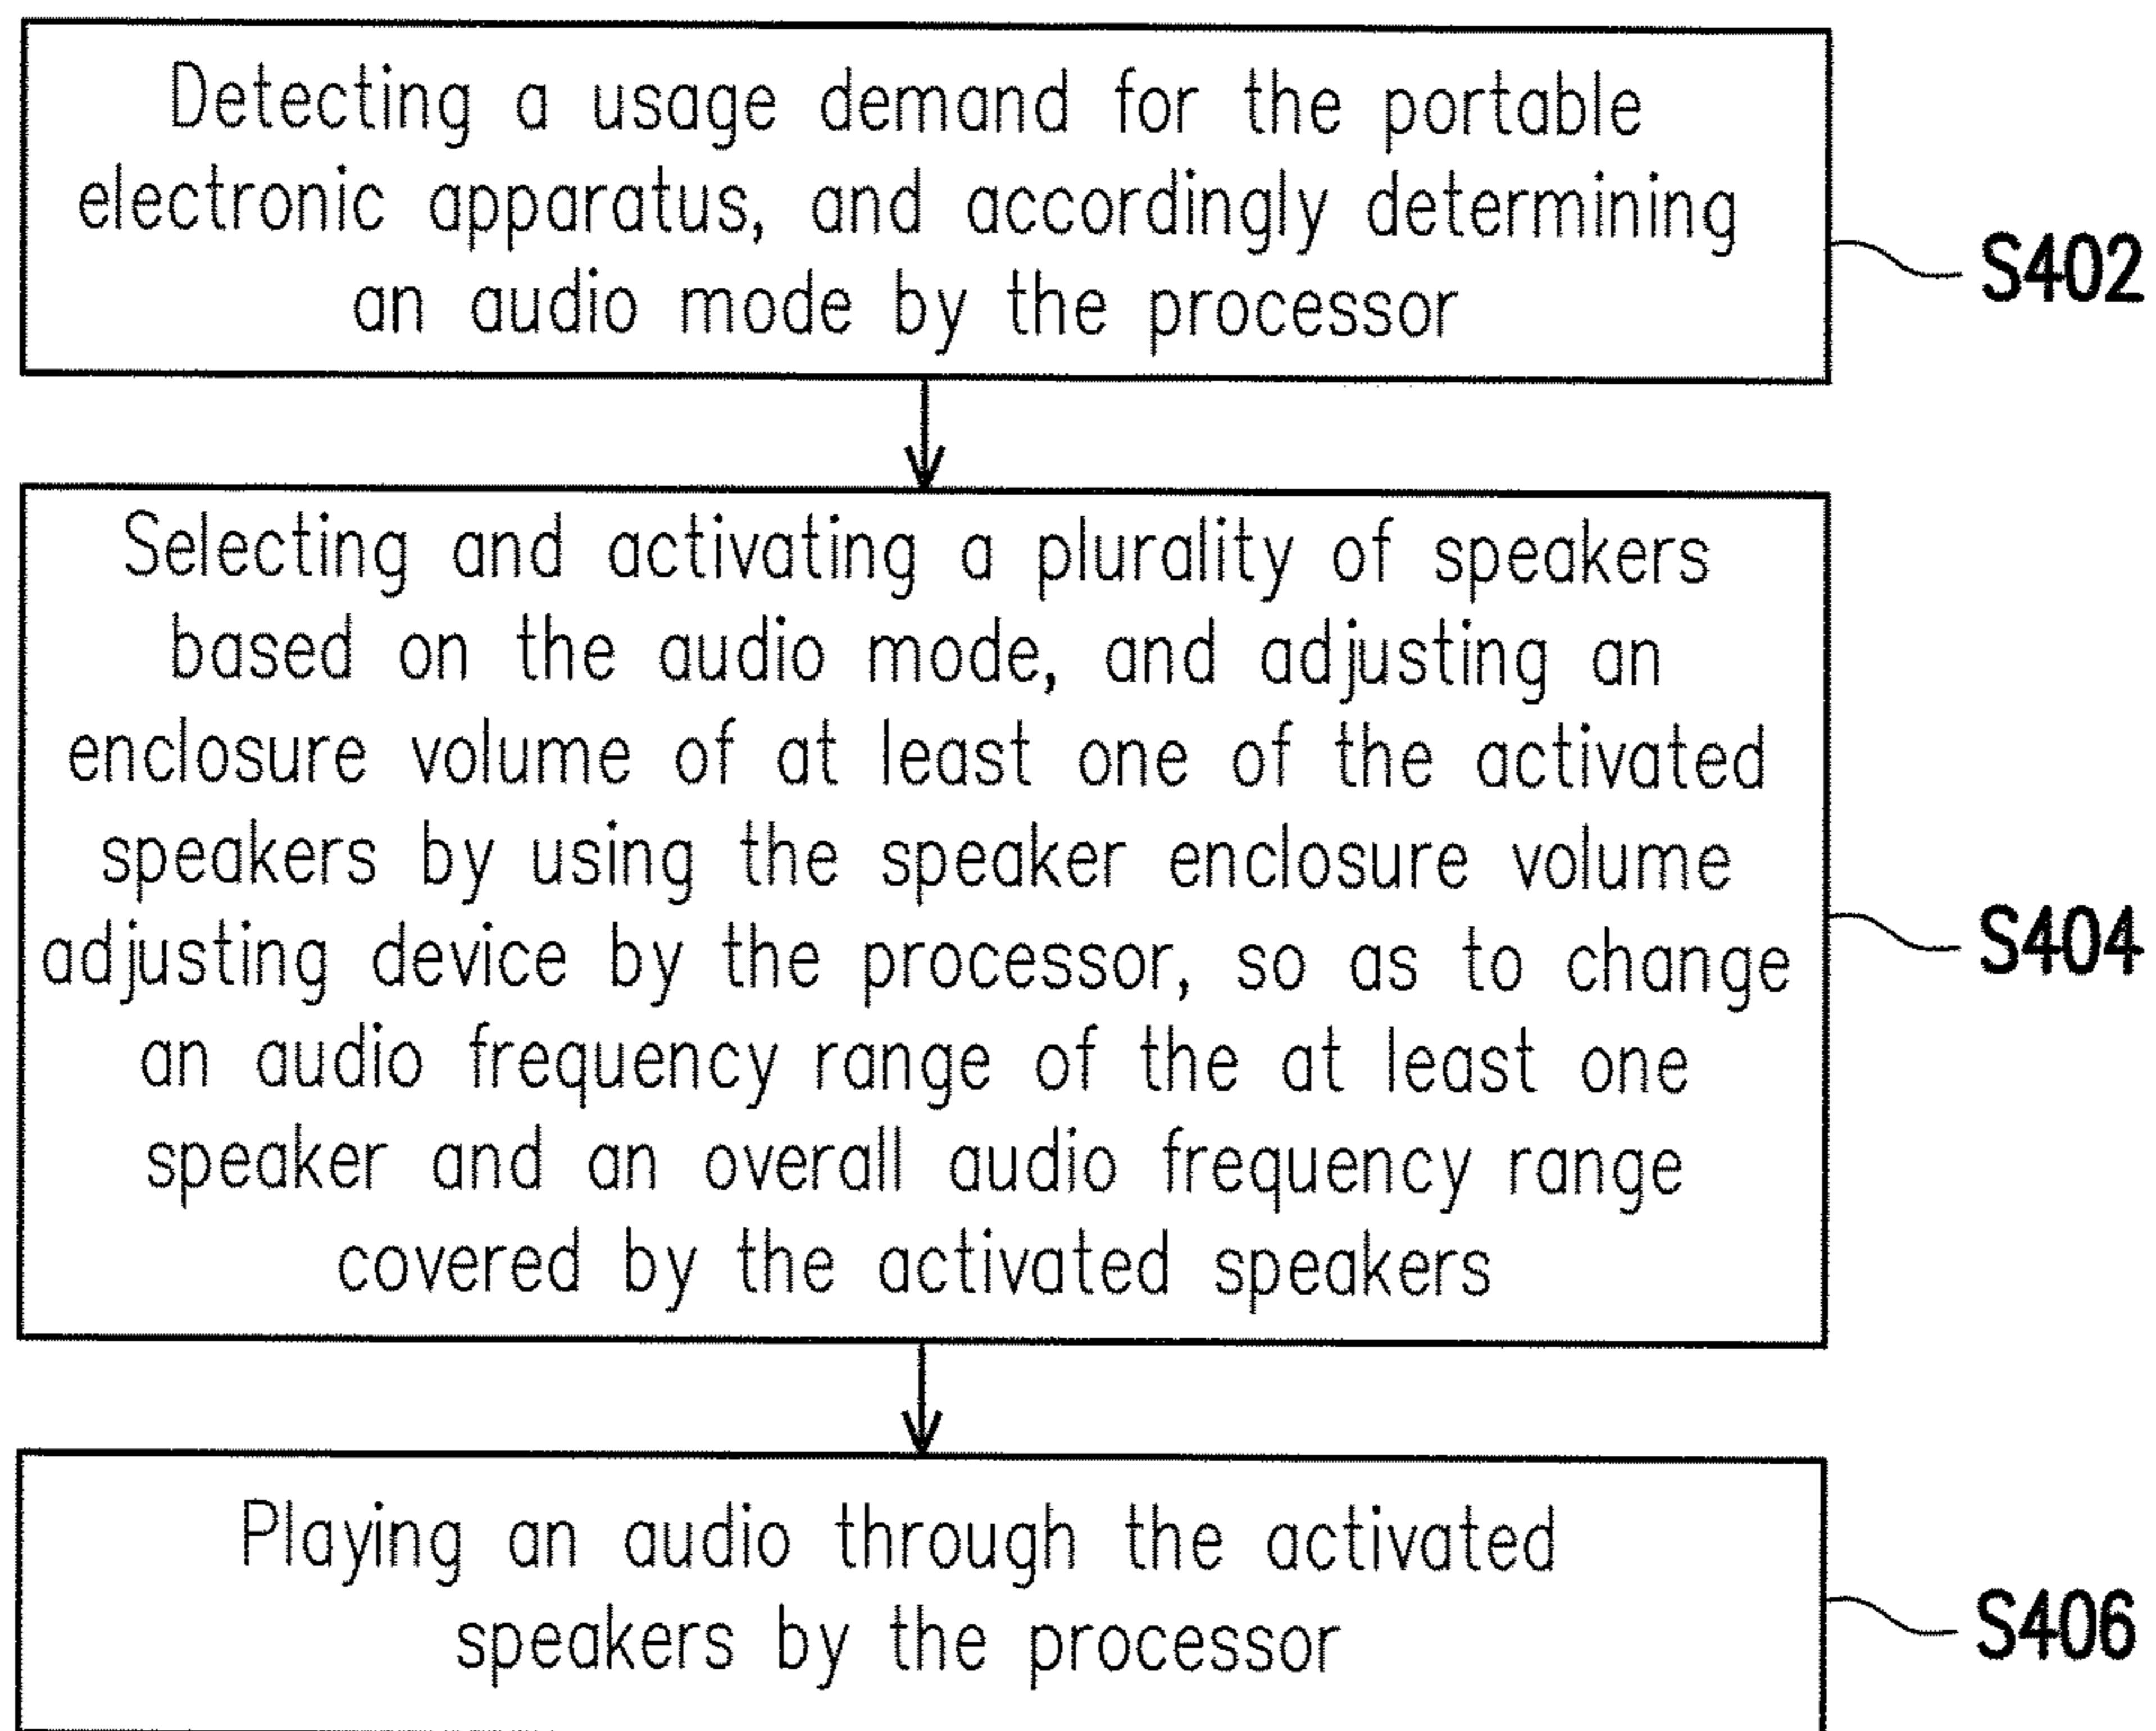 Detecting a usage demand for the portable
electronic apparatus, and accordingly determining
an audio mode by the processor
S402
Selecting and activating a plurality of speakers
based on the audio mode, and adjusting an
enclosure volume of at least one of the activated
speakers by using the speaker enclosure volume
adjusting device by the processor, so as to change
an audio frequency range of the at least one
speaker and an overall audio frequency range
covered by the activated speakers
S404
Playing an audio through the activated
speakers by the processor
S406